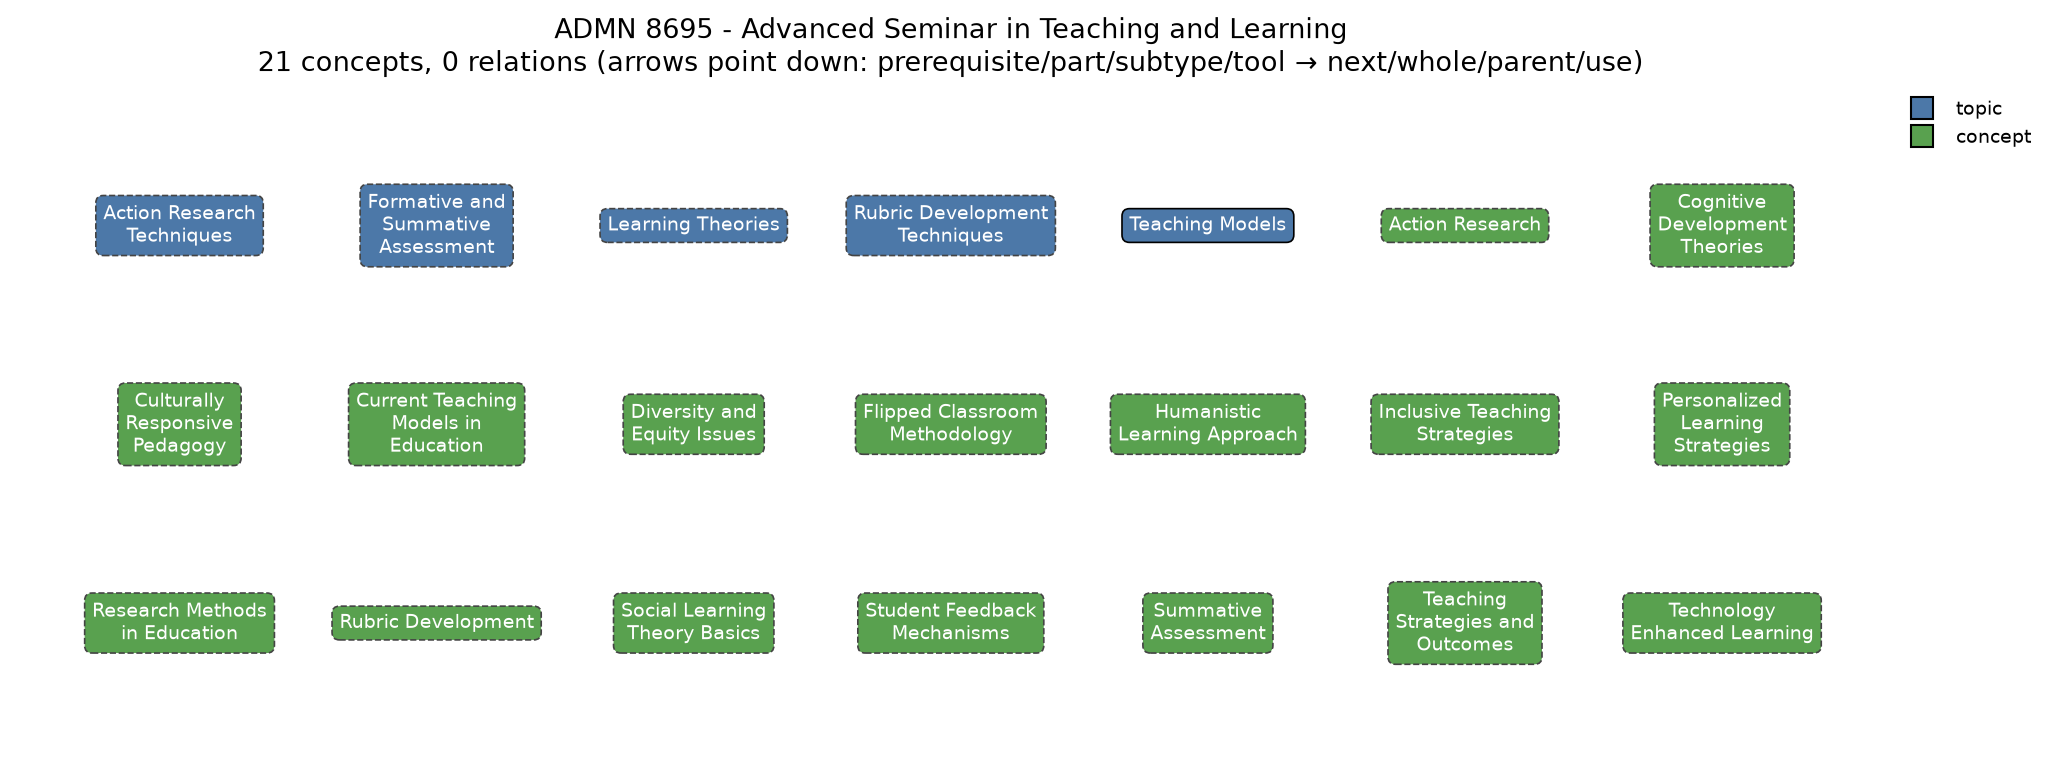 ADMN 8695 - Advanced Seminar in Teaching and Learning
21 concepts, 0 relations (arrows point down: prerequisite/part/subtype/tool → next/whole/parent/use)
topic
concept
Action Research
Techniques
Formative and
Summative
Assessment
Learning Theories
Rubric Development
Techniques
Teaching Models
Action Research
Cognitive
Development
Theories
Culturally
Responsive
Pedagogy
Current Teaching
Models in
Education
Diversity and
Equity Issues
Flipped Classroom
Methodology
Humanistic
Learning Approach
Inclusive Teaching
Strategies
Personalized
Learning
Strategies
Research Methods
in Education
Rubric Development
Social Learning
Theory Basics
Student Feedback
Mechanisms
Summative
Assessment
Teaching
Strategies and
Outcomes
Technology
Enhanced Learning